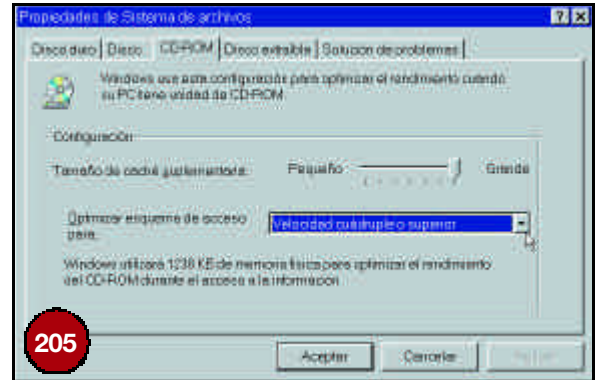 Propiedades de Sistema de archivos
Disco duro Disco CD-ROM Disco extraíble Solución de problemas
Windows usa esta configuración para optimizar el rendimiento cuando
su PC tiene unidad de CD-ROM.
Configuración
Tamaño de caché suplementaria: Pequeño Grande
Optimizar esquema de acceso Velocidad cuádruple o superior
para:
Windows utilizará 1238 KB de memoria física para optimizar el rendimiento
del CD-ROM durante el acceso a la información
205
Aceptar Cancelar